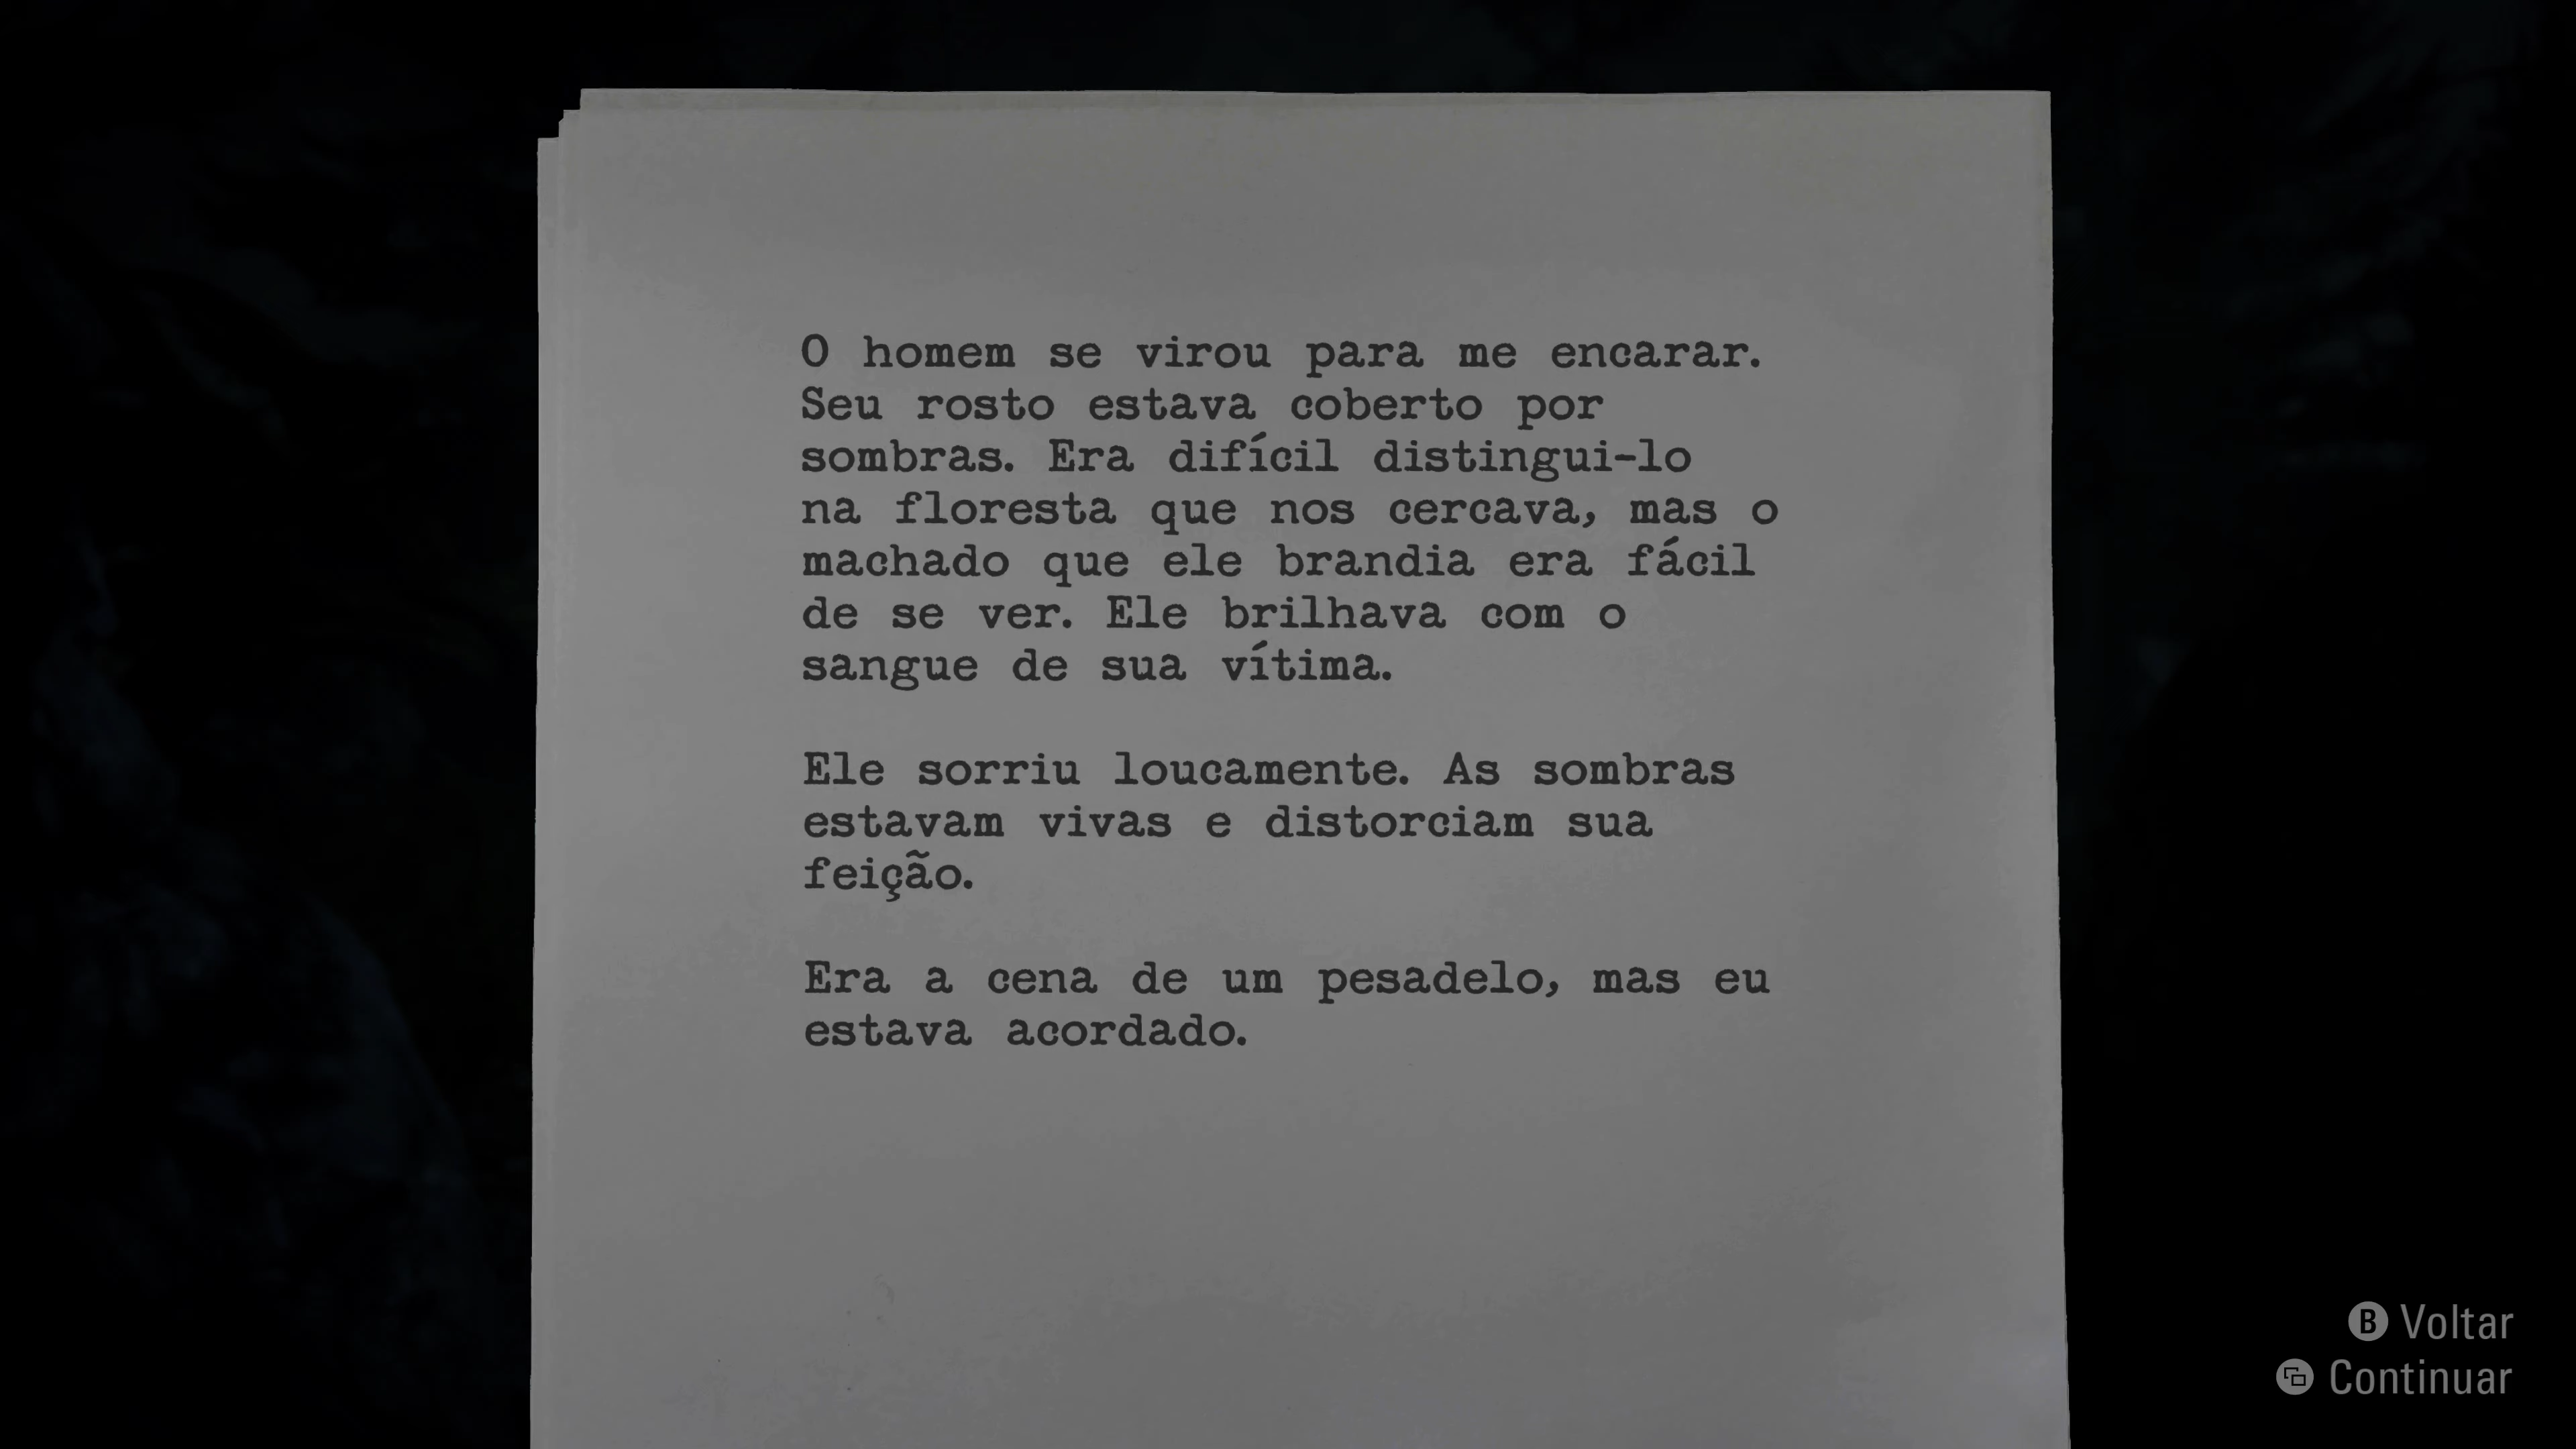 O homem se virou para me encarar.
Seu rosto estava coberto por
sombras. Era difícil distingui-lo
na floresta que nos cercava, mas o
machado que ele brandia era fácil
de se ver. Ele brilhava com o
sangue de sua vítima.
Ele sorriu loucamente. As sombras
estavam vivas e distorciam sua
feição.
Era a cena de um pesadelo, mas eu
estava acordado.
B Voltar
Continuar